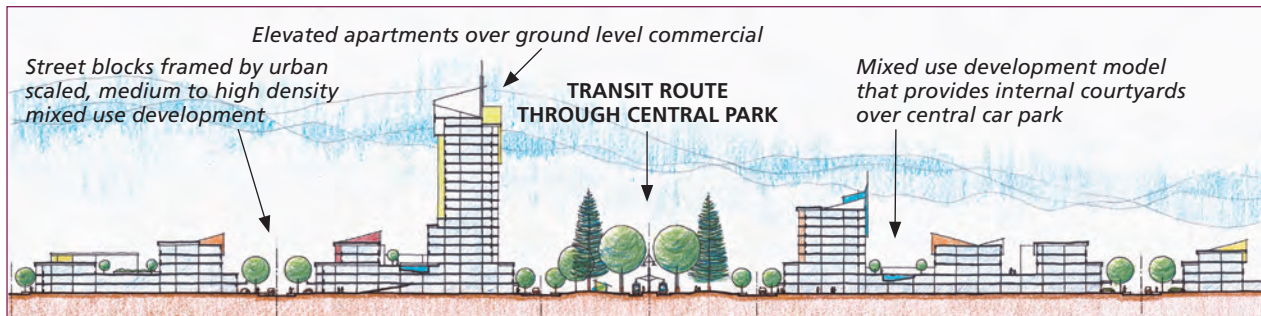 Elevated apartments over ground level commercial
Street blocks framed by urban
scaled, medium to high density
mixed use development
TRANSIT ROUTE
THROUGH CENTRAL PARK
Mixed use development model
that provides internal courtyards
over central car park